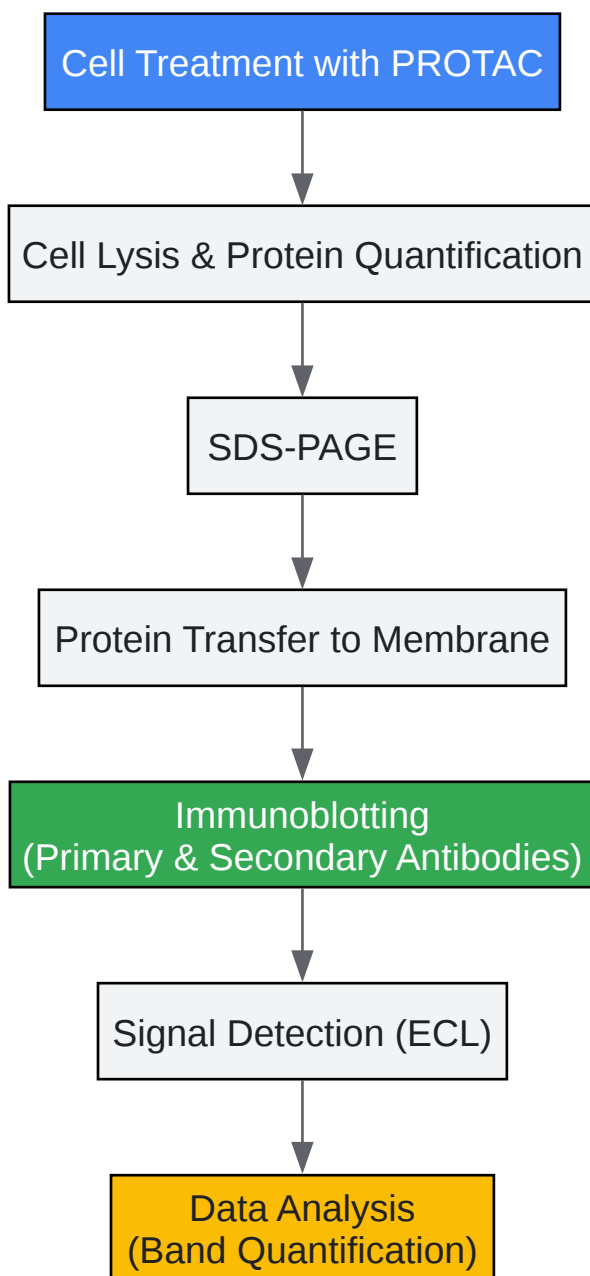 Cell Treatment with PROTAC
Cell Lysis & Protein Quantification
SDS-PAGE
Protein Transfer to Membrane
Immunoblotting
(Primary & Secondary Antibodies)
Signal Detection (ECL)
Data Analysis
(Band Quantification)